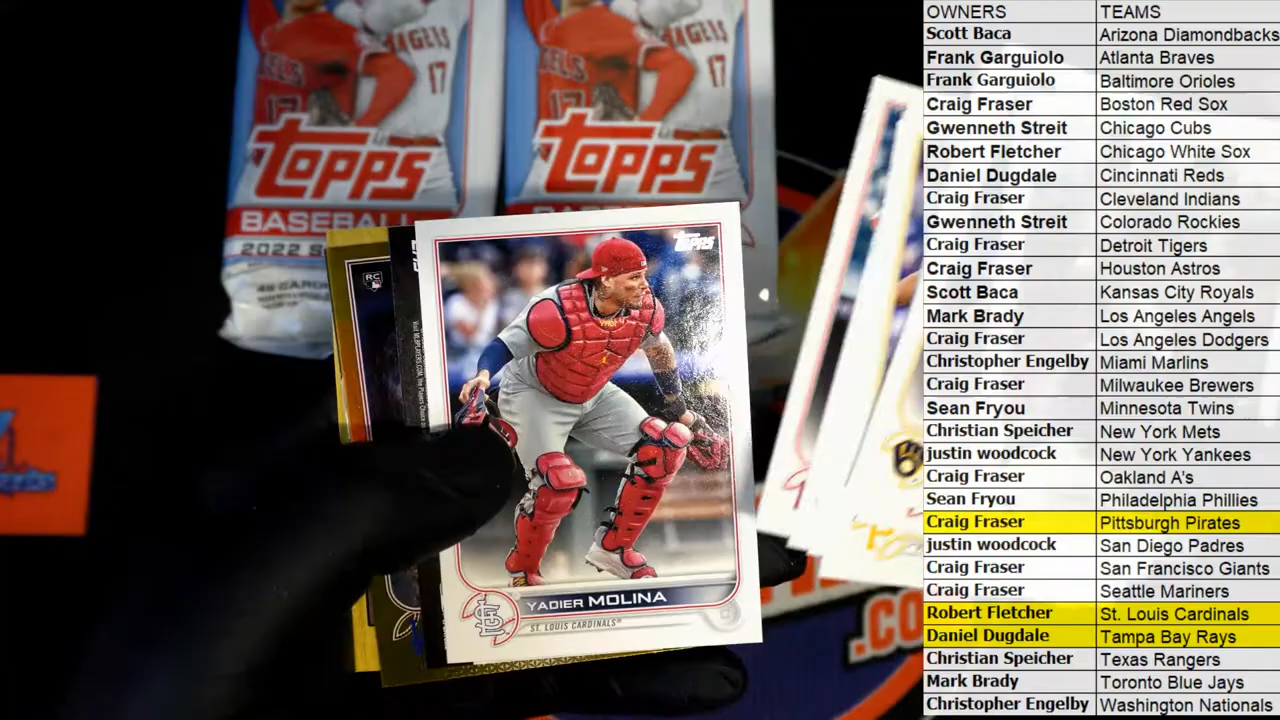 OWNERS TEAMS
Scott Baca Arizona Diamondbacks
Frank Garguiolo Atlanta Braves
Frank Garguiolo Baltimore Orioles
Craig Fraser Boston Red Sox
Gwenneth Streit Chicago Cubs
Robert Fletcher Chicago White Sox
Daniel Dugdale Cincinnati Reds
Craig Fraser Cleveland Indians
Gwenneth Streit Colorado Rockies
Craig Fraser Detroit Tigers
Craig Fraser Houston Astros
Scott Baca Kansas City Royals
Mark Brady Los Angeles Angels
Craig Fraser Los Angeles Dodgers
Christopher Engelby Miami Marlins
Craig Fraser Milwaukee Brewers
Sean Fryou Minnesota Twins
Christian Speicher New York Mets
justin woodcock New York Yankees
Craig Fraser Oakland A's
Sean Fryou Philadelphia Phillies
Craig Fraser Pittsburgh Pirates
justin woodcock San Diego Padres
Craig Fraser San Francisco Giants
Craig Fraser Seattle Mariners
Robert Fletcher St. Louis Cardinals
Daniel Dugdale Tampa Bay Rays
Christian Speicher Texas Rangers
Mark Brady Toronto Blue Jays
Christopher Engelby Washington Nationals
ELS
17
ANGELS
17
TOPPS
BASEBALL
2022 S
ELS
17
ANGELS
17
TOPPS
RC
TOPPS
YADIER MOLINA
ST. LOUIS CARDINALS
.CO